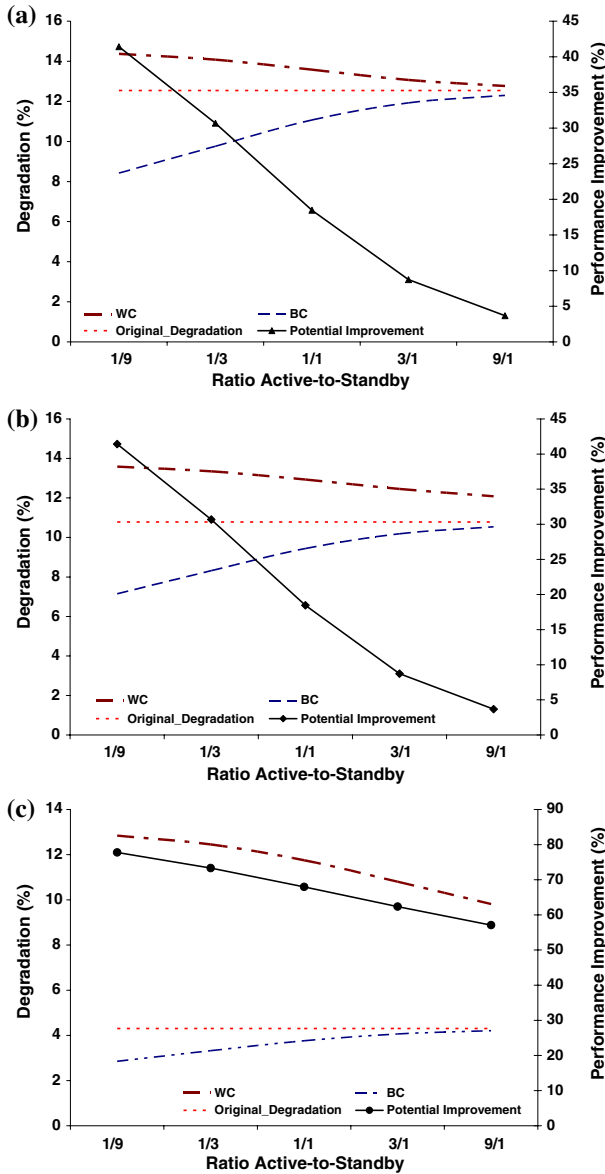 (a)
16
14
12
10
8
6
4
2
0
Degradation (%)
45
40
35
30
25
20
15
10
5
0
Performance Improvement (%)
WC BC
Original_Degradation Potential Improvement
1/9 1/3 1/1 3/1 9/1
Ratio Active-to-Standby
(b)
16
14
12
10
8
6
4
2
0
Degradation (%)
45
40
35
30
25
20
15
10
5
0
Performance Improvement (%)
WC BC
Original_Degradation Potential Improvement
1/9 1/3 1/1 3/1 9/1
Ratio Active-to-Standby
(c)
14
12
10
8
6
4
2
0
Degradation (%)
90
80
70
60
50
40
30
20
10
0
Performance Improvement (%)
WC BC
Original_Degradation Potential Improvement
1/9 1/3 1/1 3/1 9/1
Ratio Active-to-Standby